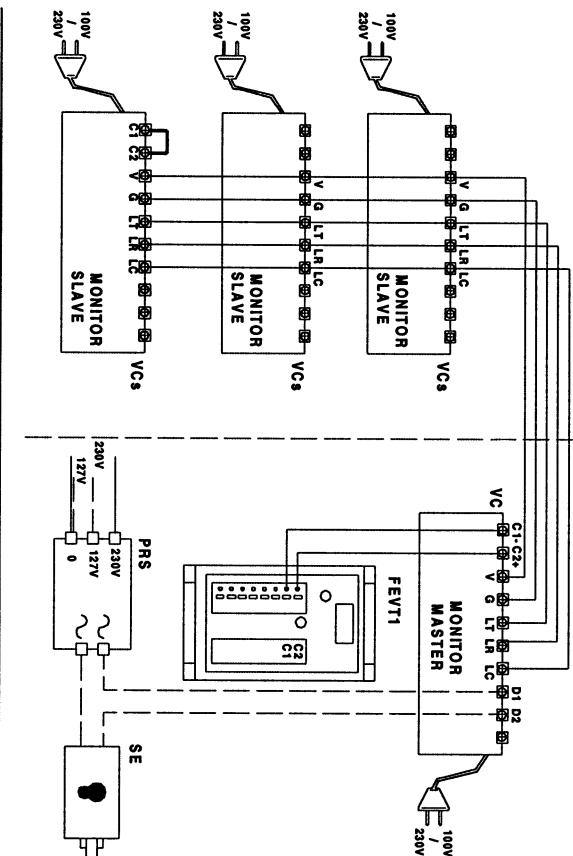 100V / 230V
100V / 230V
100V / 230V
C1 C2 V G LT LR LC
MONITOR SLAVE
VCs
V G LT LR LC
MONITOR SLAVE
VCs
V G LT LR LC
MONITOR SLAVE
VCs
VC
C1- C2+ V G LT LR LC D1 D2
MONITOR MASTER
100V / 230V
FEVT1
C2
C1
PRS
230V
127V
230V
127V
0
SE